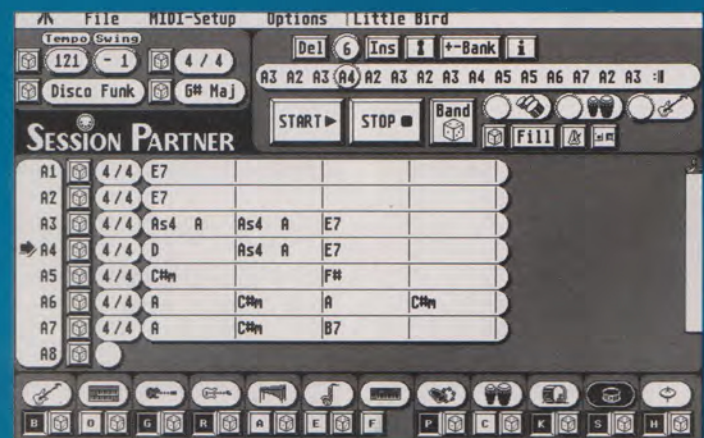 File MIDI-Setup Options Little Bird
Tempo Swing
121 - 1 4 / 4
Disco Funk G# Maj
Del 6 Ins +-Bank i
A3 A2 A3 A4 A2 A3 A2 A3 A4 A5 A5 A6 A7 A2 A3 :||
START STOP Band
Fill
SESSION PARTNER
A1 4/4 E7
A2 4/4 E7
A3 4/4 As4 A As4 A E7
A4 4/4 D As4 A E7
A5 4/4 C#m F#
A6 4/4 A C#m A C#m
A7 4/4 A C#m B7
A8
B O G R A E F P C K S H